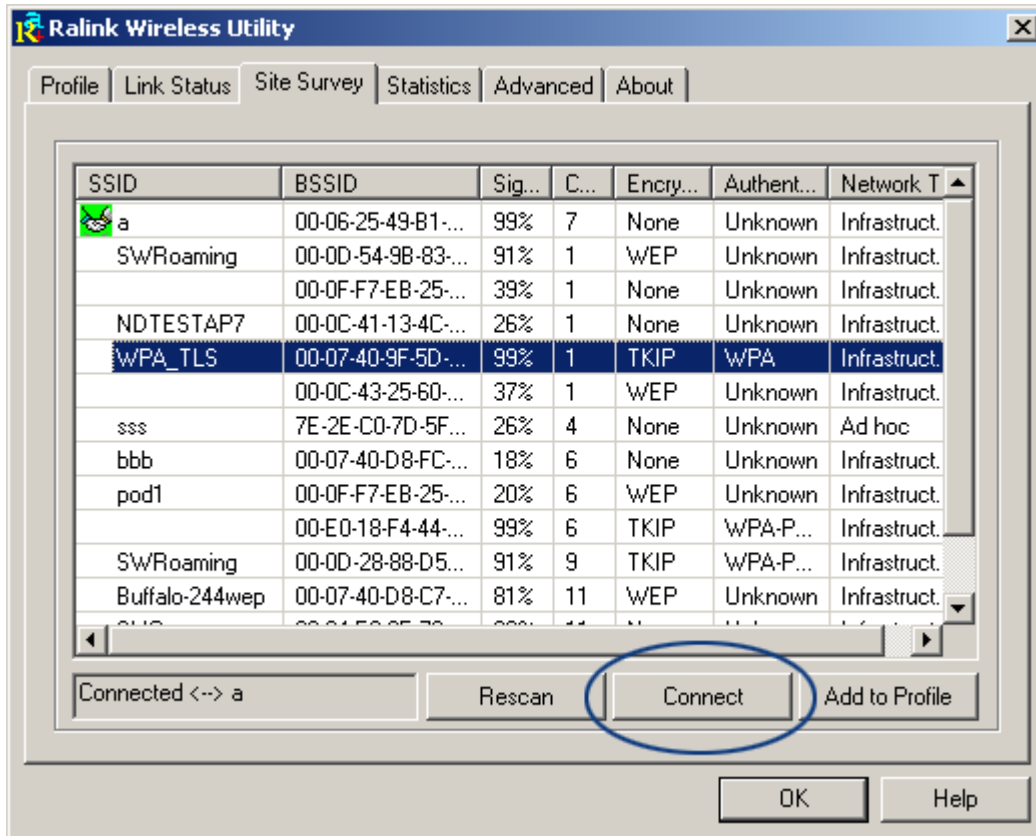 Ralink Wireless Utility
Profile Link Status Site Survey Statistics Advanced About
SSID BSSID Sig... C... Encry... Authent... Network T
a 00-06-25-49-B1-... 99% 7 None Unknown Infrastruct.
SWRoaming 00-0D-54-9B-83-... 91% 1 WEP Unknown Infrastruct.
00-0F-F7-EB-25-... 39% 1 None Unknown Infrastruct.
NDTESTAP7 00-0C-41-13-4C-... 26% 1 None Unknown Infrastruct.
WPA_TLS 00-07-40-9F-5D-... 99% 1 TKIP WPA Infrastruct.
00-0C-43-25-60-... 37% 1 WEP Unknown Infrastruct.
sss 7E-2E-C0-7D-5F... 26% 4 None Unknown Ad hoc
bbb 00-07-40-D8-FC-... 18% 6 None Unknown Infrastruct.
pod1 00-0F-F7-EB-25-... 20% 6 WEP Unknown Infrastruct.
00-E0-18-F4-44-... 99% 6 TKIP WPA-P... Infrastruct.
SWRoaming 00-0D-28-88-D5... 91% 9 TKIP WPA-P... Infrastruct.
Buffalo-244wep 00-07-40-D8-C7-... 81% 11 WEP Unknown Infrastruct.
Connected <--> a Rescan Connect Add to Profile
OK Help